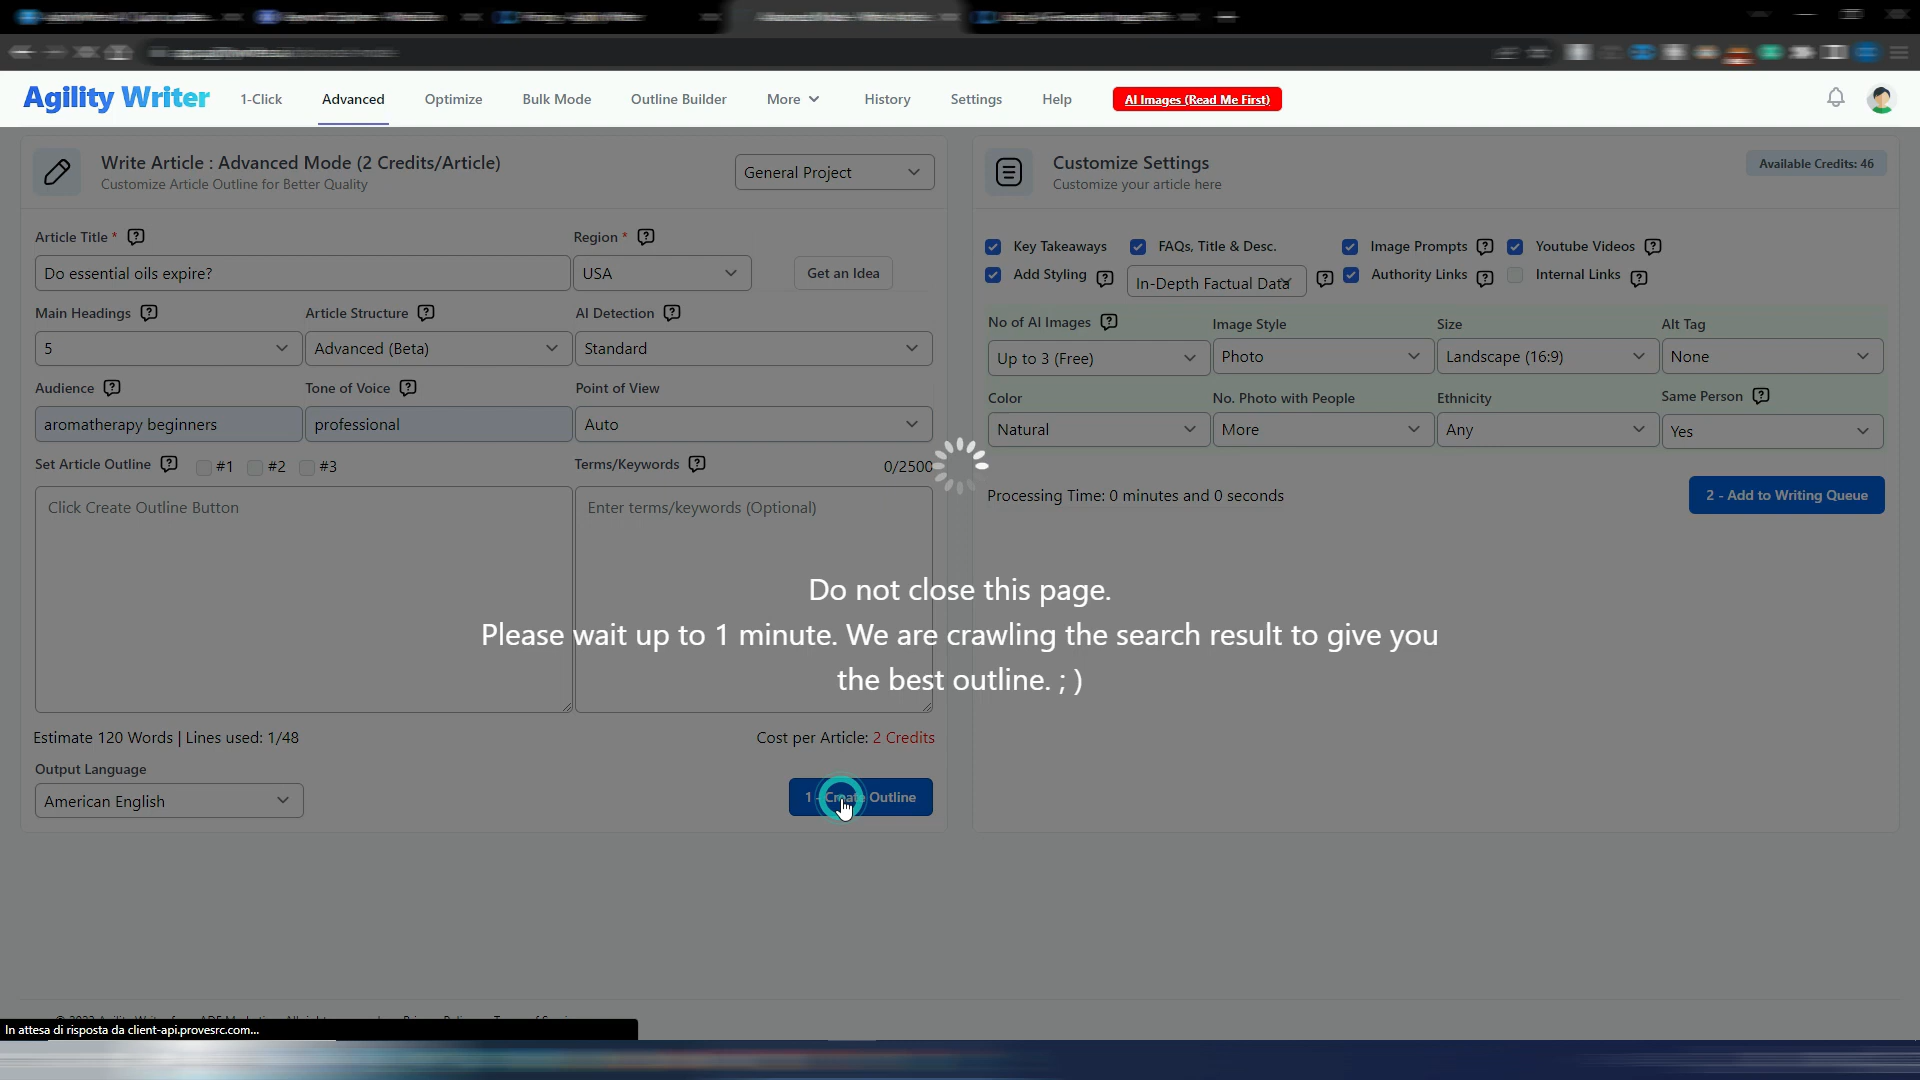 Agility Writer
1-Click
Advanced
Optimize
Bulk Mode
Outline Builder
More
History
Settings
Help
AI Images (Read Me First)
Write Article : Advanced Mode (2 Credits/Article)
Customize Article Outline for Better Quality
General Project
Customize Settings
Customize your article here
Available Credits: 46
Article Title *
Region *
Do essential oils expire?
USA
Get an Idea
Main Headings
Article Structure
AI Detection
5
Advanced (Beta)
Standard
Audience
Tone of Voice
Point of View
aromatherapy beginners
professional
Auto
Set Article Outline
#1
#2
#3
Terms/Keywords
0/2500
Click Create Outline Button
Enter terms/keywords (Optional)
Estimate 120 Words | Lines used: 1/48
Cost per Article: 2 Credits
Output Language
American English
1 - Create Outline
Key Takeaways
FAQs, Title & Desc.
Image Prompts
Youtube Videos
Add Styling
In-Depth Factual Data
Authority Links
Internal Links
No of AI Images
Image Style
Size
Alt Tag
Up to 3 (Free)
Photo
Landscape (16:9)
None
Color
No. Photo with People
Ethnicity
Same Person
Natural
More
Any
Yes
Processing Time: 0 minutes and 0 seconds
2 - Add to Writing Queue
Do not close this page.
Please wait up to 1 minute. We are crawling the search result to give you
the best outline. ; )
In attesa di risposta da client-api.provesrc.com...